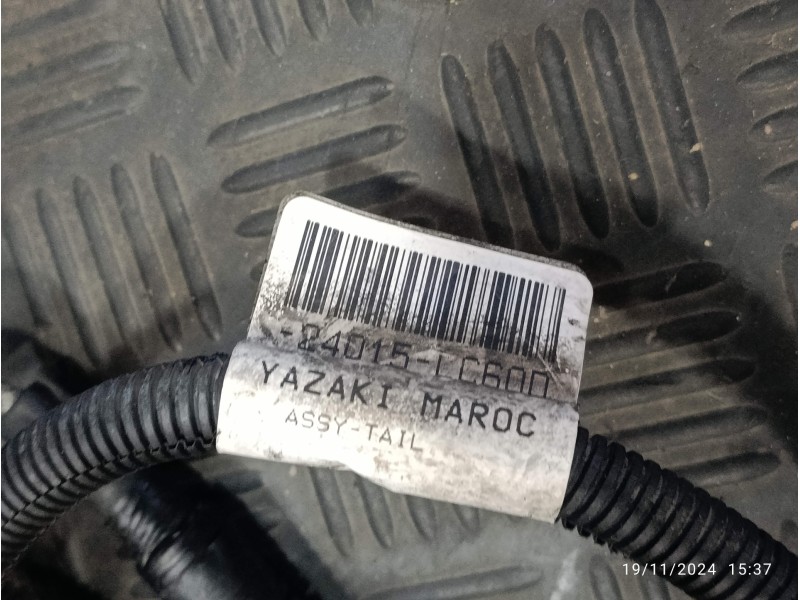 -24015-LC600
YAZAKI MAROC
ASSY-TAIL
19/11/2024 15:37